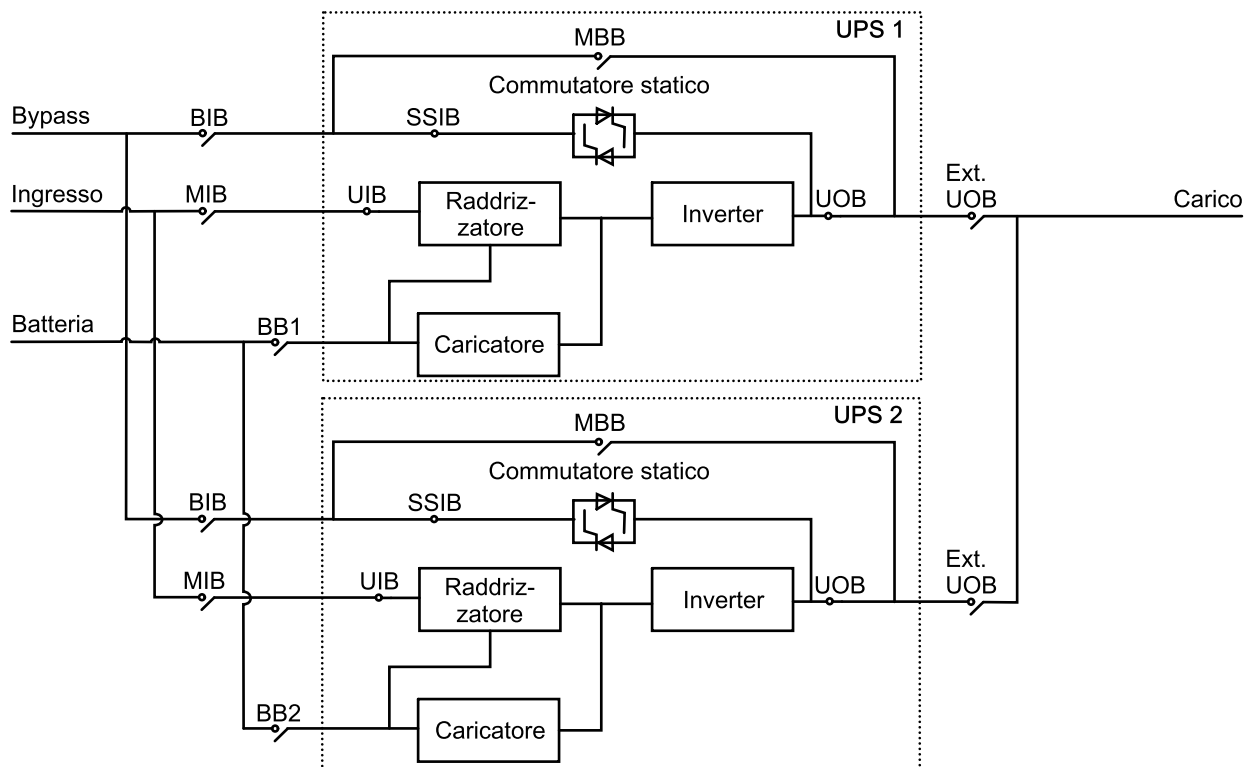 UPS 1
MBB
Commutatore statico
Bypass
BIB
SSIB
Ingresso
MIB
UIB
Raddriz-
zatore
Inverter
UOB
Ext.
UOB
Carico
Batteria
BB1
Caricatore
UPS 2
MBB
Commutatore statico
BIB
SSIB
MIB
UIB
Raddriz-
zatore
Inverter
UOB
Ext.
UOB
BB2
Caricatore